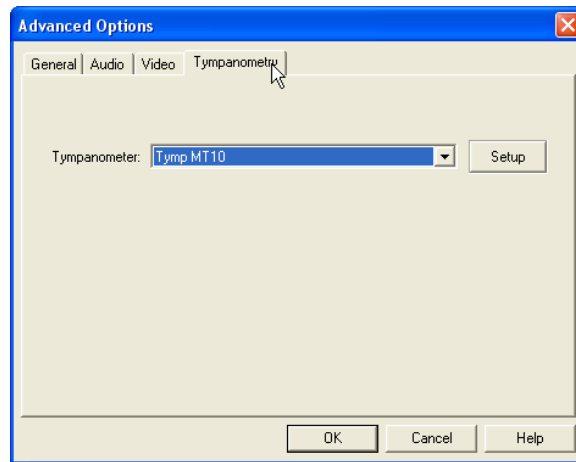 Advanced Options
General Audio Video Tympanometry
Tympanometer: Tymp MT10 Setup
OK Cancel Help